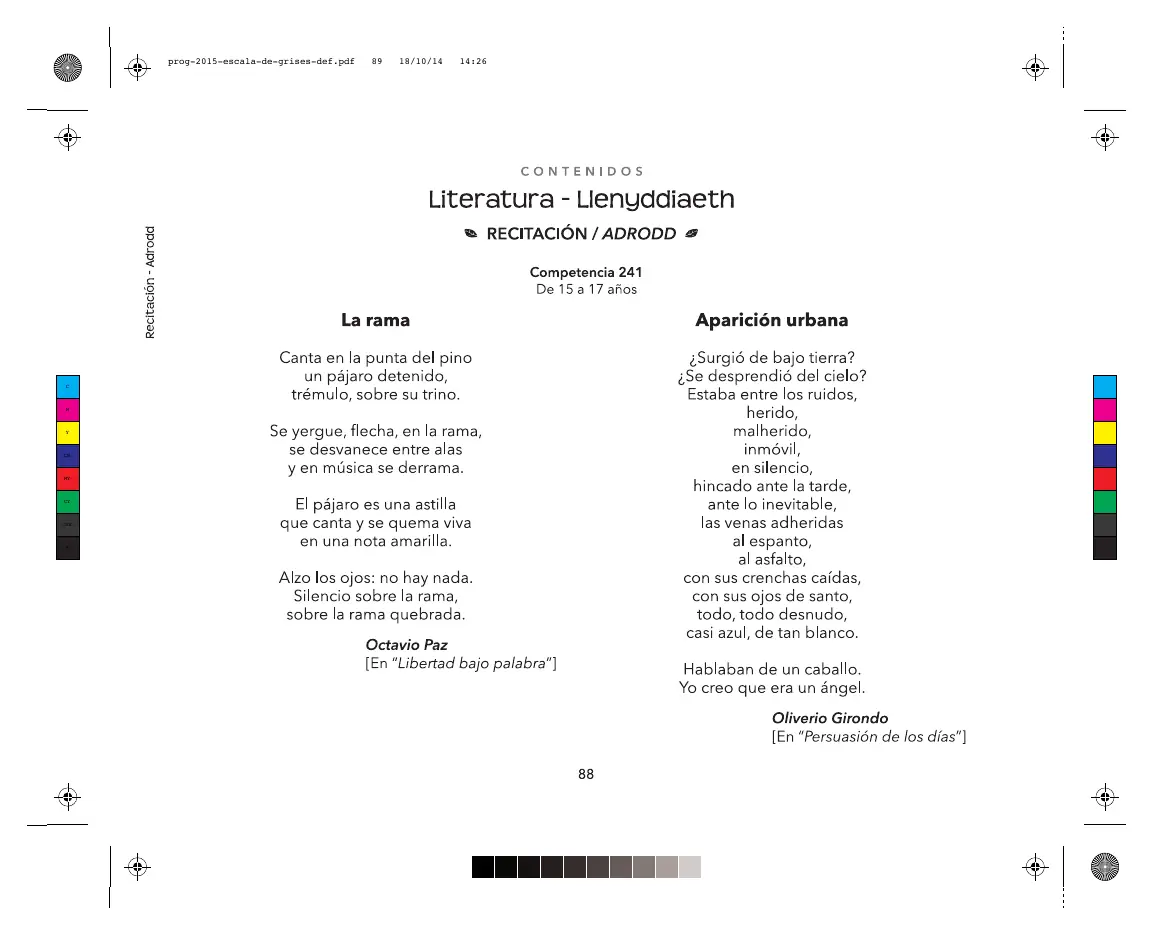 prog-2015-escala-de-grises-def.pdf 89 18/10/14 14:26
CONTENIDOS
Literatura - Llenyddiaeth
RECITACIÓN / ADRODD
Recitación - Adrodd
Competencia 241
De 15 a 17 años
La rama
Canta en la punta del pino
un pájaro detenido,
trémulo, sobre su trino.
Se yergue, flecha, en la rama,
se desvanece entre alas
y en música se derrama.
El pájaro es una astilla
que canta y se quema viva
en una nota amarilla.
Alzo los ojos: no hay nada.
Silencio sobre la rama,
sobre la rama quebrada.
Octavio Paz
[En “Libertad bajo palabra”]
Aparición urbana
¿Surgió de bajo tierra?
¿Se desprendió del cielo?
Estaba entre los ruidos,
herido,
malherido,
inmóvil,
en silencio,
hincado ante la tarde,
ante lo inevitable,
las venas adheridas
al espanto,
al asfalto,
con sus crenchas caídas,
con sus ojos de santo,
todo, todo desnudo,
casi azul, de tan blanco.
Hablaban de un caballo.
Yo creo que era un ángel.
Oliverio Girondo
[En “Persuasión de los días”]
88